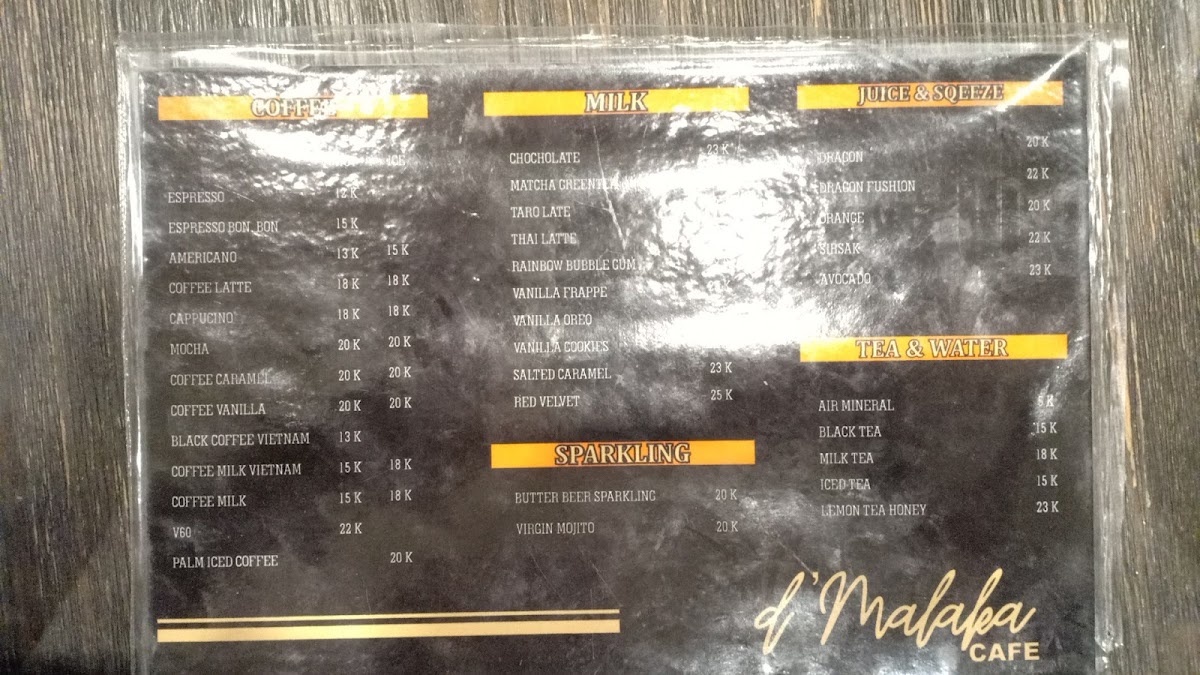 COFFEE
ICE
ESPRESSO 12 K
ESPRESSO BON BON 15 K
AMERICANO 13 K 15 K
COFFEE LATTE 18 K 18 K
CAPPUCINO 18 K 18 K
MOCHA 20 K 20 K
COFFEE CARAMEL 20 K 20 K
COFFEE VANILLA 20 K 20 K
BLACK COFFEE VIETNAM 13 K
COFFEE MILK VIETNAM 15 K 18 K
COFFEE MILK 15 K 18 K
V60 22 K
PALM ICED COFFEE 20 K
MILK
CHOCHOLATE 23 K
MATCHA GREENTEA
TARO LATE
THAI LATTE
RAINBOW BUBBLE GUM
VANILLA FRAPPE
VANILLA OREO
VANILLA COOKIES
SALTED CARAMEL 23 K
RED VELVET 25 K
SPARKLING
BUTTER BEER SPARKLING 20 K
VIRGIN MOJITO 20 K
JUICE & SQEEZE
DRAGON 20 K
DRAGON FUSHION 22 K
ORANGE 20 K
SIRSAK 22 K
AVOCADO 23 K
TEA & WATER
AIR MINERAL 5 K
BLACK TEA 15 K
MILK TEA 18 K
ICED TEA 15 K
LEMON TEA HONEY 23 K
d'Malaka
CAFE